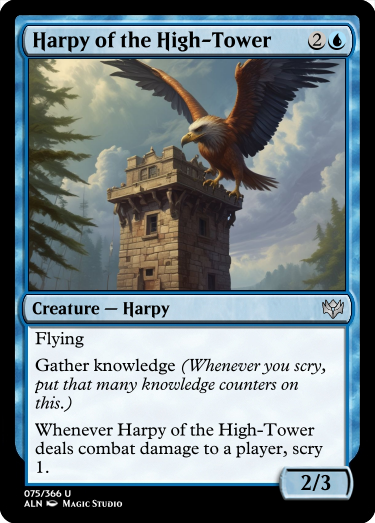 Harpy of the High-Tower
2 
Creature — Harpy
Flying
Gather knowledge (Whenever you scry,
put that many knowledge counters on
this.)
Whenever Harpy of the High-Tower
deals combat damage to a player, scry
1.
2/3
075/366 U
ALN Magic Studio